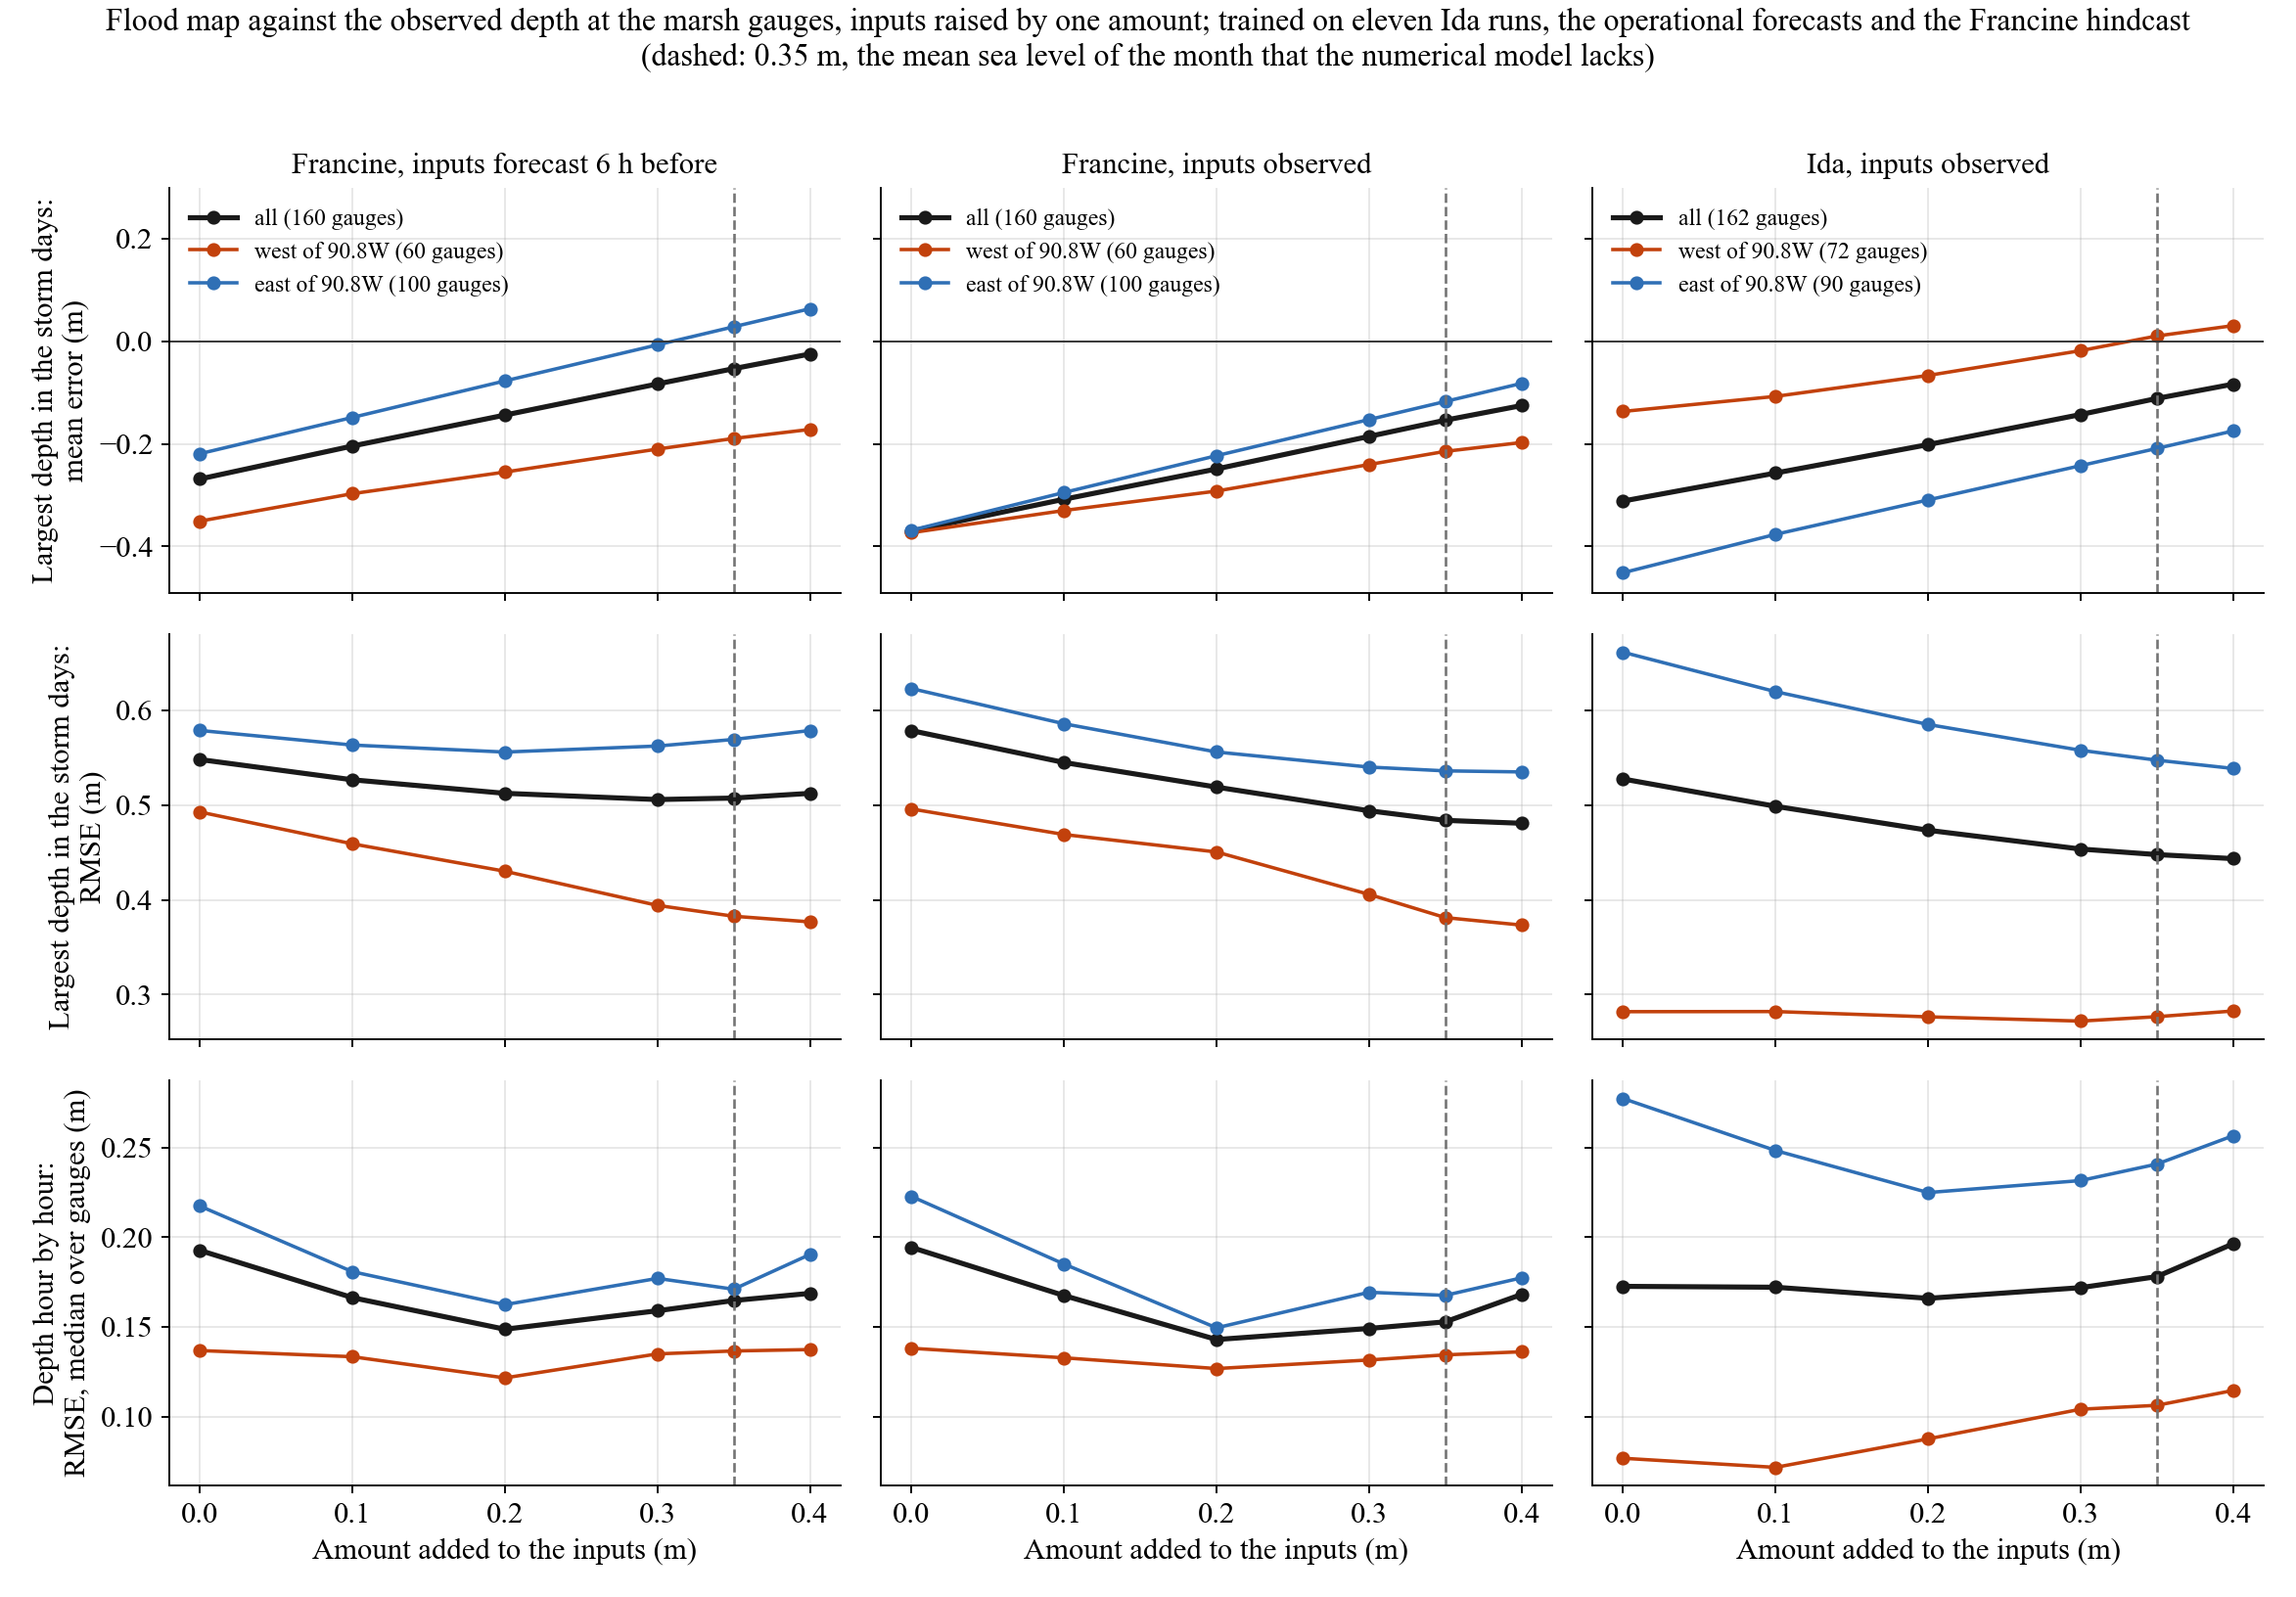 Flood map against the observed depth at the marsh gauges, inputs raised by one amount; trained on eleven Ida runs, the operational forecasts and the Francine hindcast
(dashed: 0.35 m, the mean sea level of the month that the numerical model lacks)
Francine, inputs forecast 6 h before
Francine, inputs observed
Ida, inputs observed
Largest depth in the storm days:
mean error (m)
0.2
0.0
−0.2
−0.4
all (160 gauges)
west of 90.8W (60 gauges)
east of 90.8W (100 gauges)
all (160 gauges)
west of 90.8W (60 gauges)
east of 90.8W (100 gauges)
all (162 gauges)
west of 90.8W (72 gauges)
east of 90.8W (90 gauges)
Largest depth in the storm days:
RMSE (m)
0.6
0.5
0.4
0.3
Depth hour by hour:
RMSE, median over gauges (m)
0.25
0.20
0.15
0.10
0.0 0.1 0.2 0.3 0.4
0.0 0.1 0.2 0.3 0.4
0.0 0.1 0.2 0.3 0.4
Amount added to the inputs (m)
Amount added to the inputs (m)
Amount added to the inputs (m)